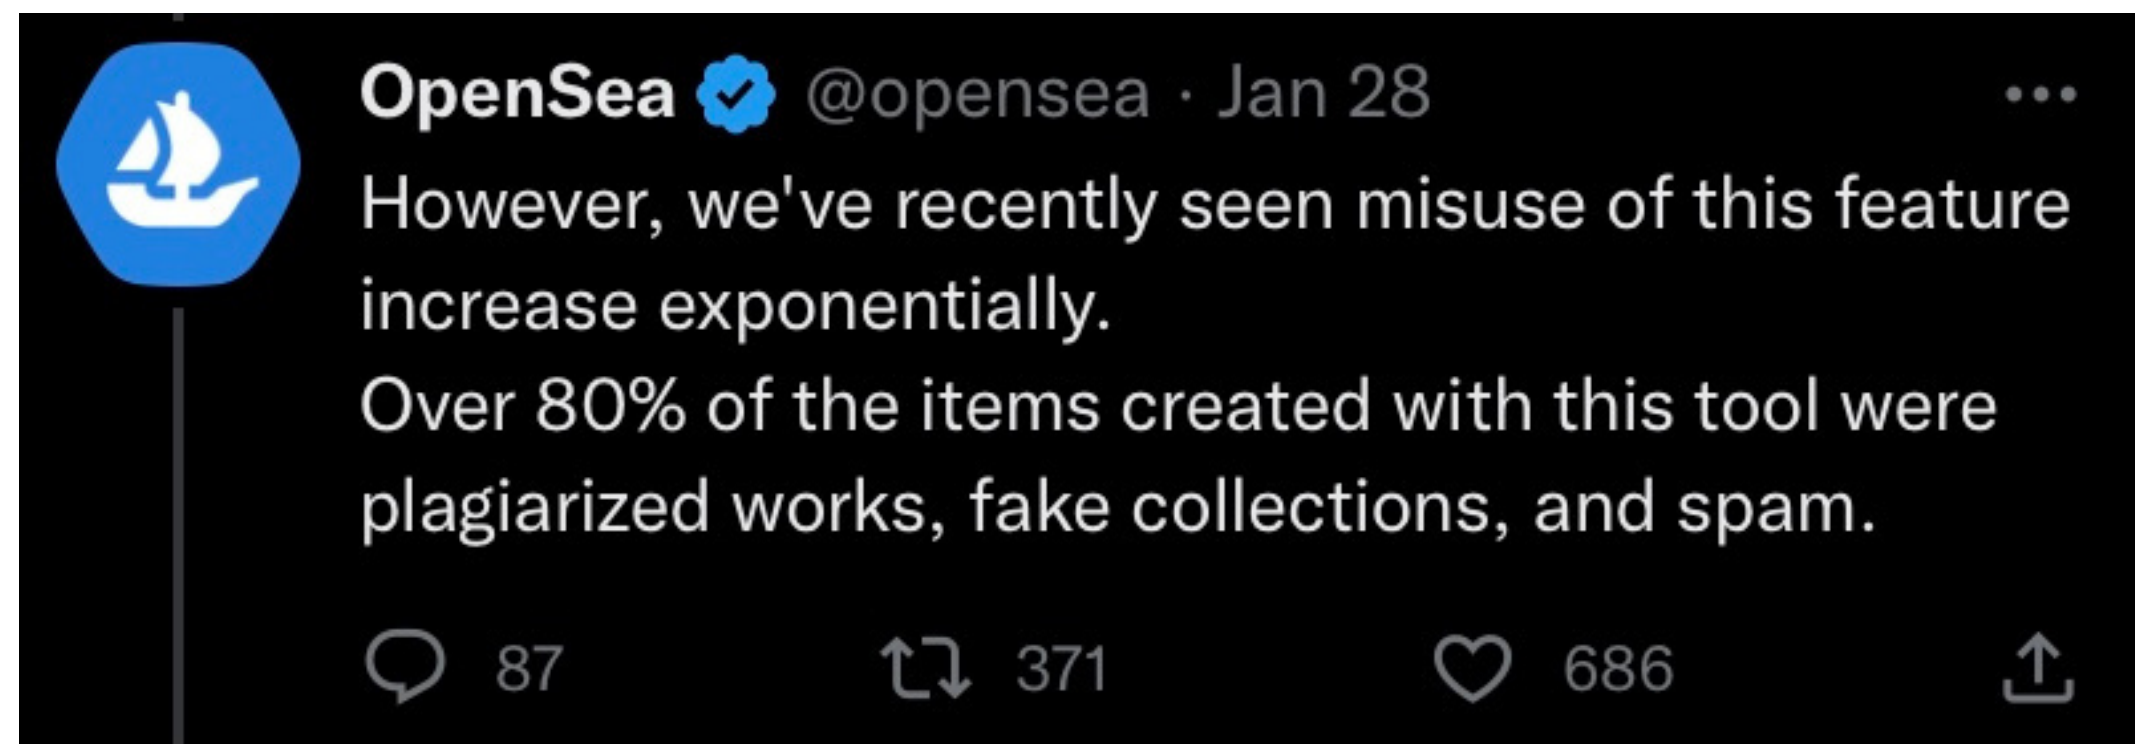 OpenSea @opensea · Jan 28
However, we've recently seen misuse of this feature
increase exponentially.
Over 80% of the items created with this tool were
plagiarized works, fake collections, and spam.
87 371 686